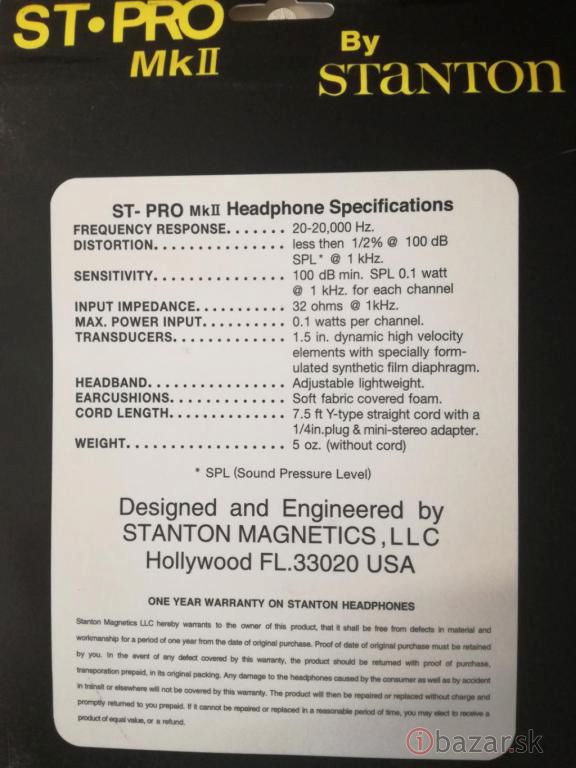 ST•PRO
MkII
By
STANTON
ST- PRO MkII Headphone Specifications
FREQUENCY RESPONSE....... 20-20,000 Hz.
DISTORTION............... less then 1/2% @ 100 dB
SPL* @ 1 kHz.
SENSITIVITY............... 100 dB min. SPL 0.1 watt
@ 1 kHz. for each channel
INPUT IMPEDANCE........... 32 ohms @ 1kHz.
MAX. POWER INPUT.......... 0.1 watts per channel.
TRANSDUCERS............. 1.5 in. dynamic high velocity
elements with specially form-
ulated synthetic film diaphragm.
HEADBAND................ Adjustable lightweight.
EARCUSHIONS............. Soft fabric covered foam.
CORD LENGTH............. 7.5 ft Y-type straight cord with a
1/4in.plug & mini-stereo adapter.
WEIGHT.................. 5 oz. (without cord)
* SPL (Sound Pressure Level)
Designed and Engineered by
STANTON MAGNETICS ,LLC
Hollywood FL.33020 USA
ONE YEAR WARRANTY ON STANTON HEADPHONES
Stanton Magnetics LLC hereby warrants to the owner of this product, that it shall be free from defects in material and
workmanship for a period of one year from the date of original purchase. Proof of date of original purchase must be retained
by you. In the event of any defect covered by this warranty, the product should be returned with proof of purchase,
transporation prepaid, in its original packing. Any damage to the headphones caused by the consumer as well as by accident
in transit or elsewhere will not be covered by this warranty. The product will then be repaired or replaced without charge and
promptly returned to you prepaid. If it cannot be repaired or replaced in a reasonable period of time, you may elect to receive a
product of equal value, or a refund.
ibazar.sk